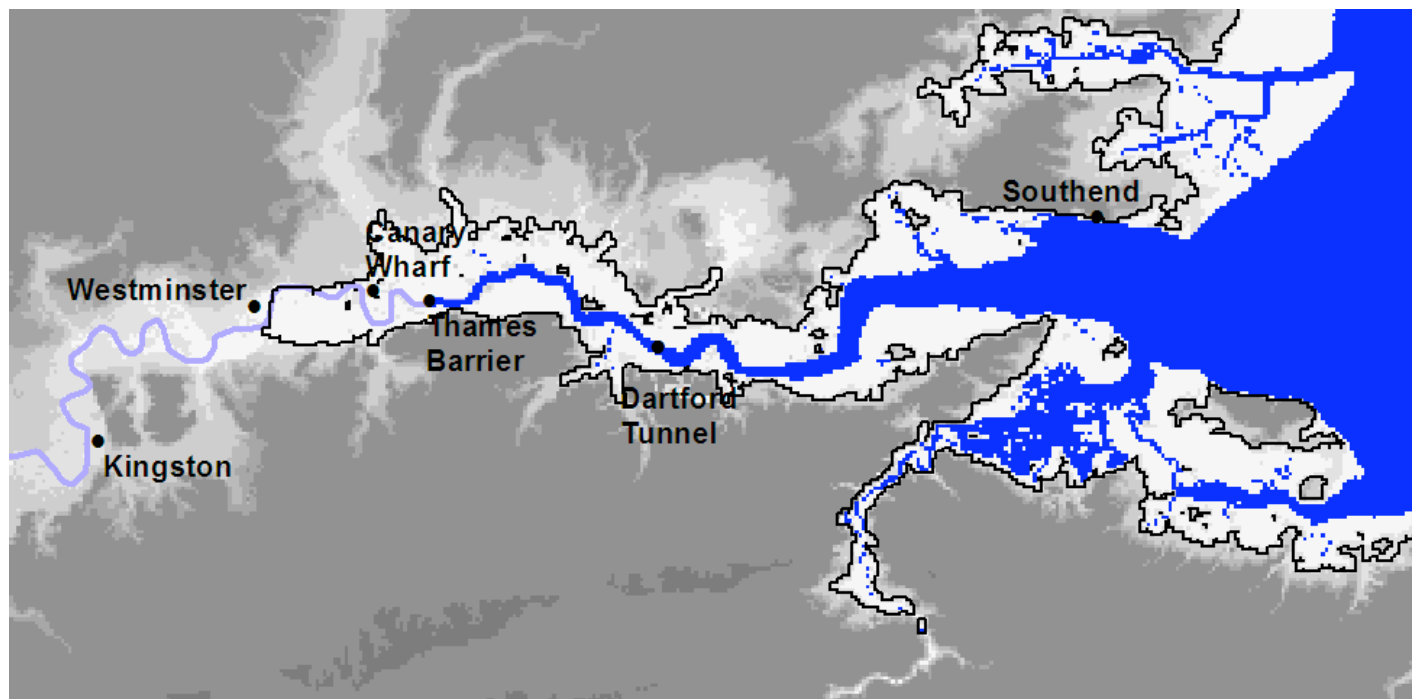 Southend
Canary
Wharf
Westminster
Thames
Barrier
Dartford
Tunnel
Kingston